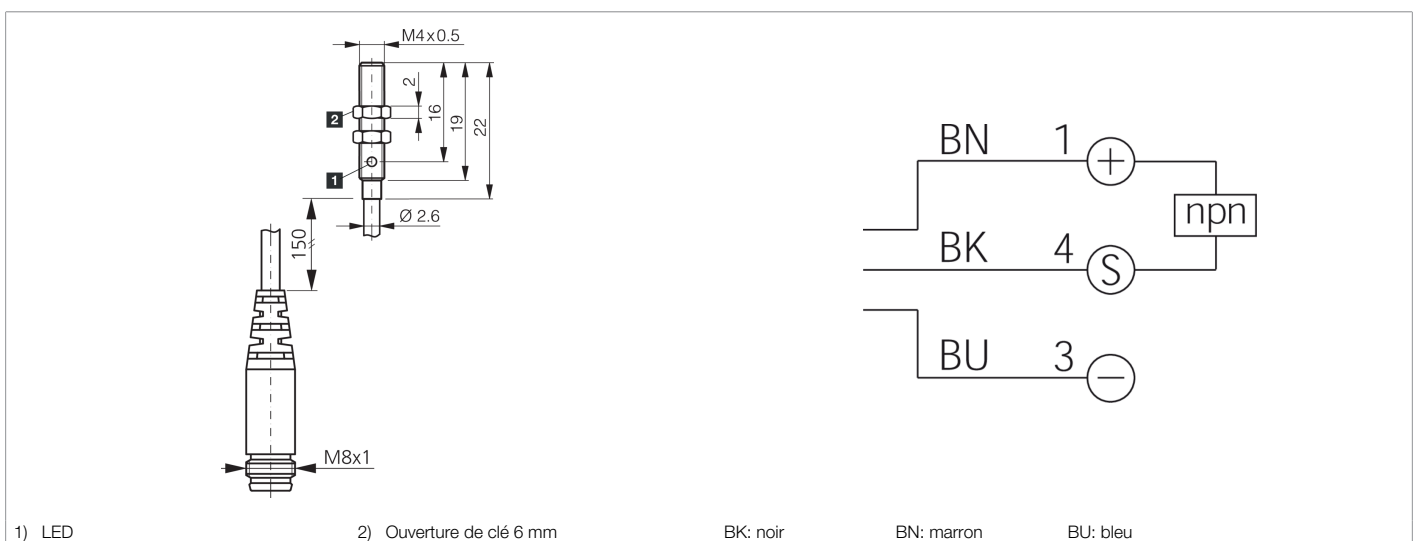 M4x0.5
2
16
19
22
2
1
Ø 2.6
150
M8x1
BN 1 +
npn
BK 4 S
BU 3 −
1) LED
2) Ouverture de clé 6 mm
BK: noir
BN: marron
BU: bleu